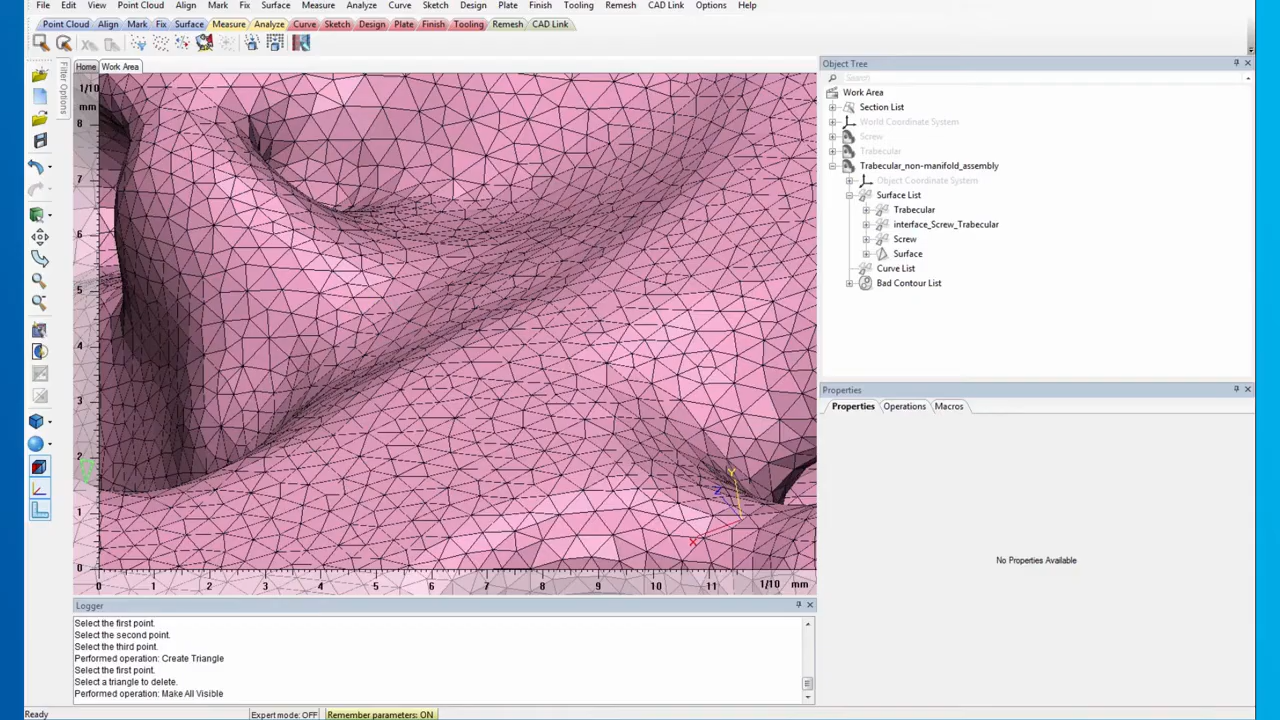 File Edit View Point Cloud Align Mark Fix Surface Measure Analyze Curve Sketch Design Plate Finish Tooling Remesh CAD Link Options Help
Point Cloud Align Mark Fix Surface Measure Analyze Curve Sketch Design Plate Finish Tooling Remesh CAD Link
Home Work Area
Filter Options
1/10
mm
8
7
6
5
4
3
2
1
0
Y
Z
X
0 1 2 3 4 5 6 7 8 9 10 11 1/10 mm
Logger
Select the first point.
Select the second point.
Select the third point.
Performed operation: Create Triangle
Select the first point.
Select a triangle to delete.
Performed operation: Make All Visible
Object Tree
Search
Work Area
Section List
World Coordinate System
Screw
Trabecular
Trabecular_non-manifold_assembly
Object Coordinate System
Surface List
Trabecular
interface_Screw_Trabecular
Screw
Surface
Curve List
Bad Contour List
Properties
Properties Operations Macros
No Properties Available
Ready Expert mode: OFF Remember parameters: ON